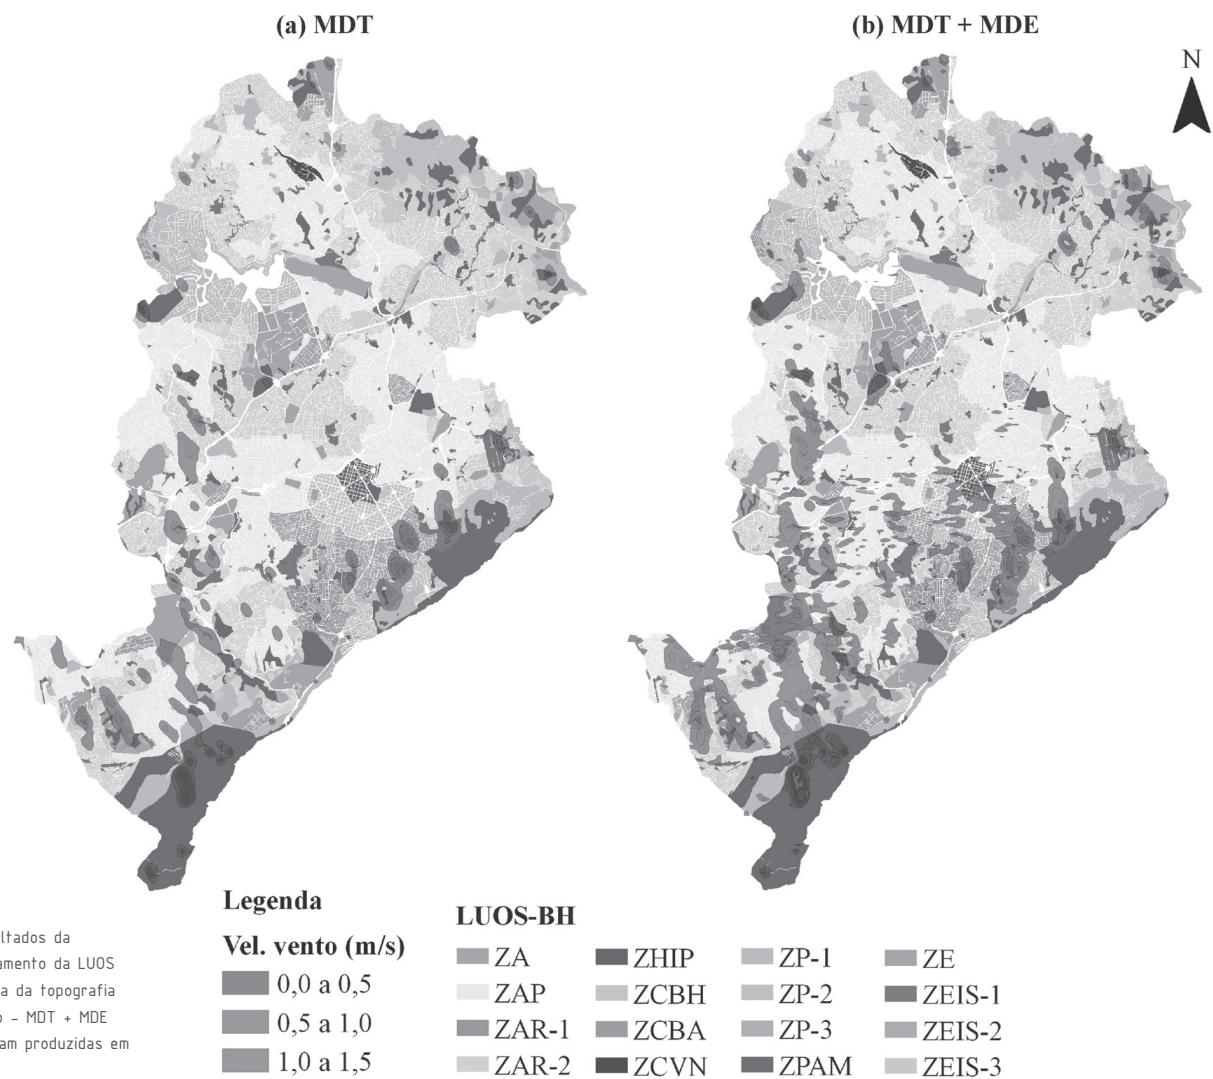 (a) MDT
(b) MDT + MDE
N
Legenda
Vel. vento (m/s)
0,0 a 0,5
0,5 a 1,0
1,0 a 1,5
LUOS-BH
ZA
ZAP
ZAR-1
ZAR-2
ZHIP
ZCBH
ZCBA
ZCVN
ZP-1
ZP-2
ZP-3
ZPAM
ZE
ZEIS-1
ZEIS-2
ZEIS-3
ltados da
amento da LUOS
a da topografia
o - MDT + MDE
am produzidas em